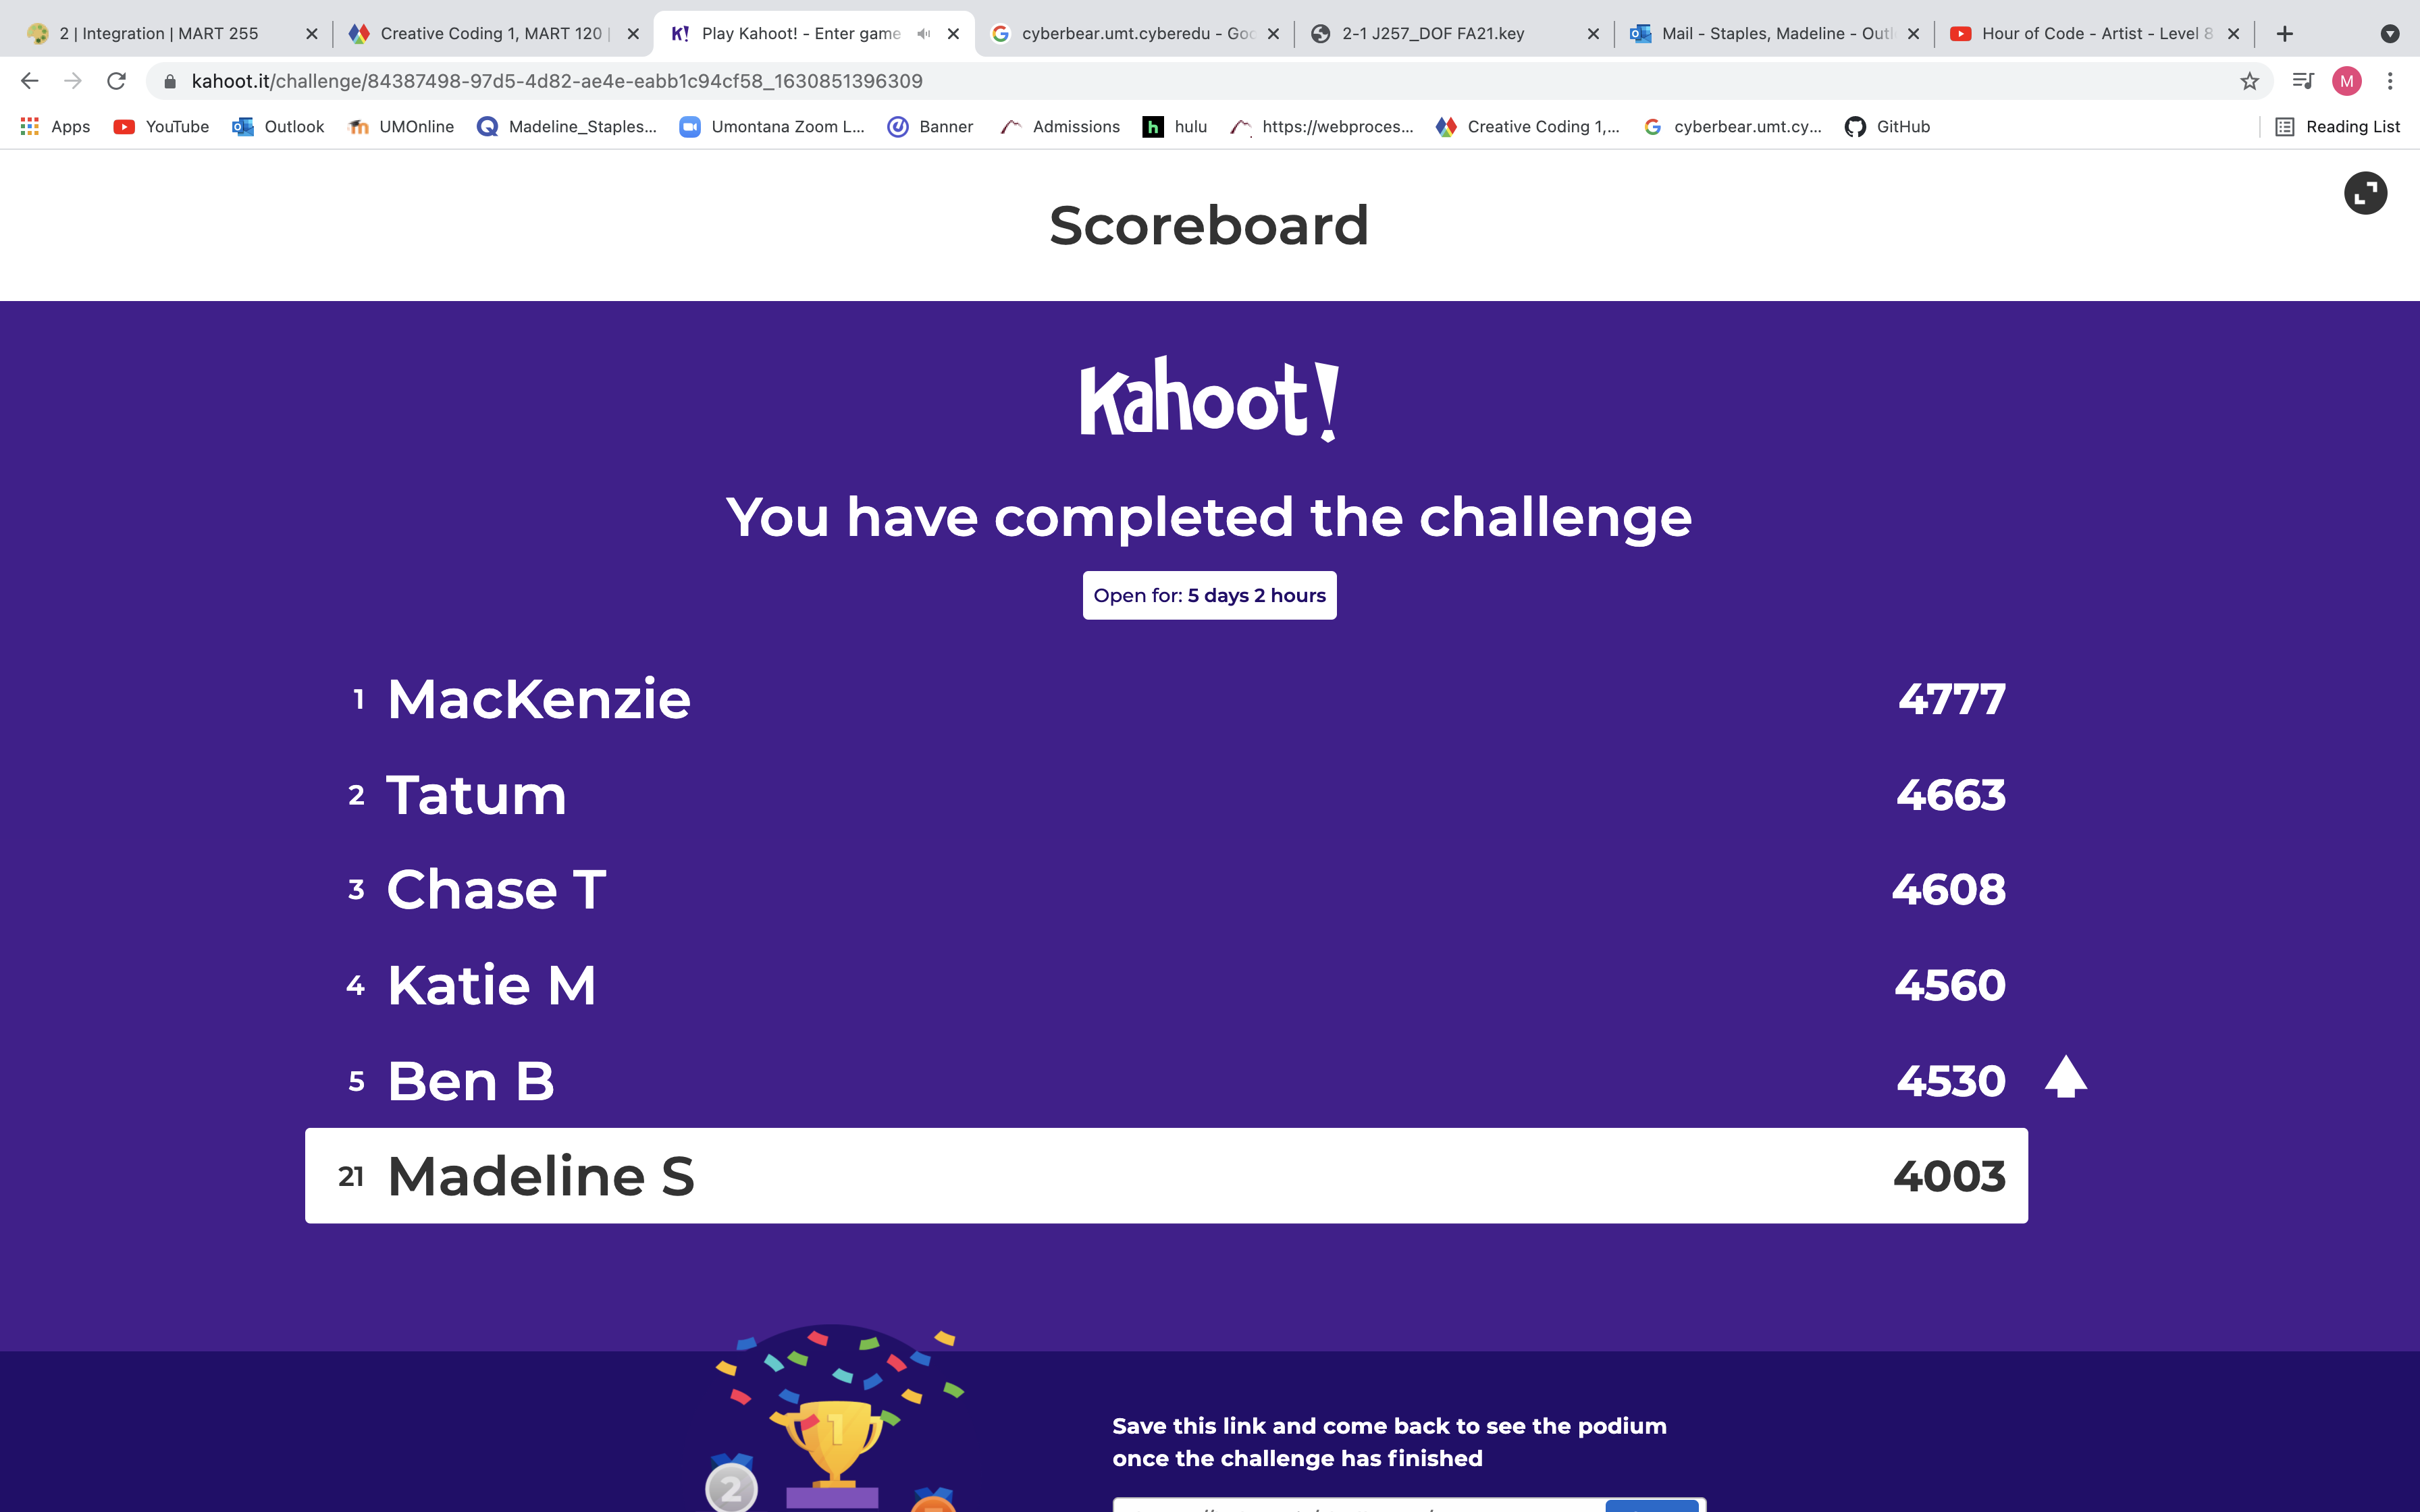 2 | Integration | MART 255
Creative Coding 1, MART 120 |
K! Play Kahoot! - Enter game
cyberbear.umt.cyberedu - Goo
2-1 J257_DOF FA21.key
Mail - Staples, Madeline - Outl
Hour of Code - Artist - Level 8
kahoot.it/challenge/84387498-97d5-4d82-ae4e-eabb1c94cf58_1630851396309
M
Apps YouTube Outlook UMOnline Madeline_Staples... Umontana Zoom L... Banner Admissions h hulu https://webproces... Creative Coding 1,... cyberbear.umt.cy... GitHub Reading List
Scoreboard
Kahoot!
You have completed the challenge
Open for: 5 days 2 hours
1 MacKenzie 4777
2 Tatum 4663
3 Chase T 4608
4 Katie M 4560
5 Ben B 4530
21 Madeline S 4003
1
2
Save this link and come back to see the podium
once the challenge has finished